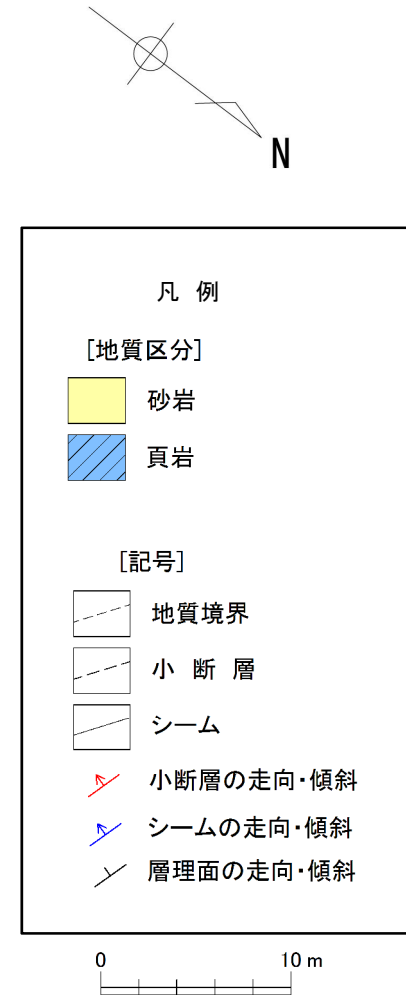 N
凡 例
[地質区分]
砂岩
頁岩
[記号]
地質境界
小 断 層
シーム
小断層の走向・傾斜
シームの走向・傾斜
層理面の走向・傾斜
0 10 m